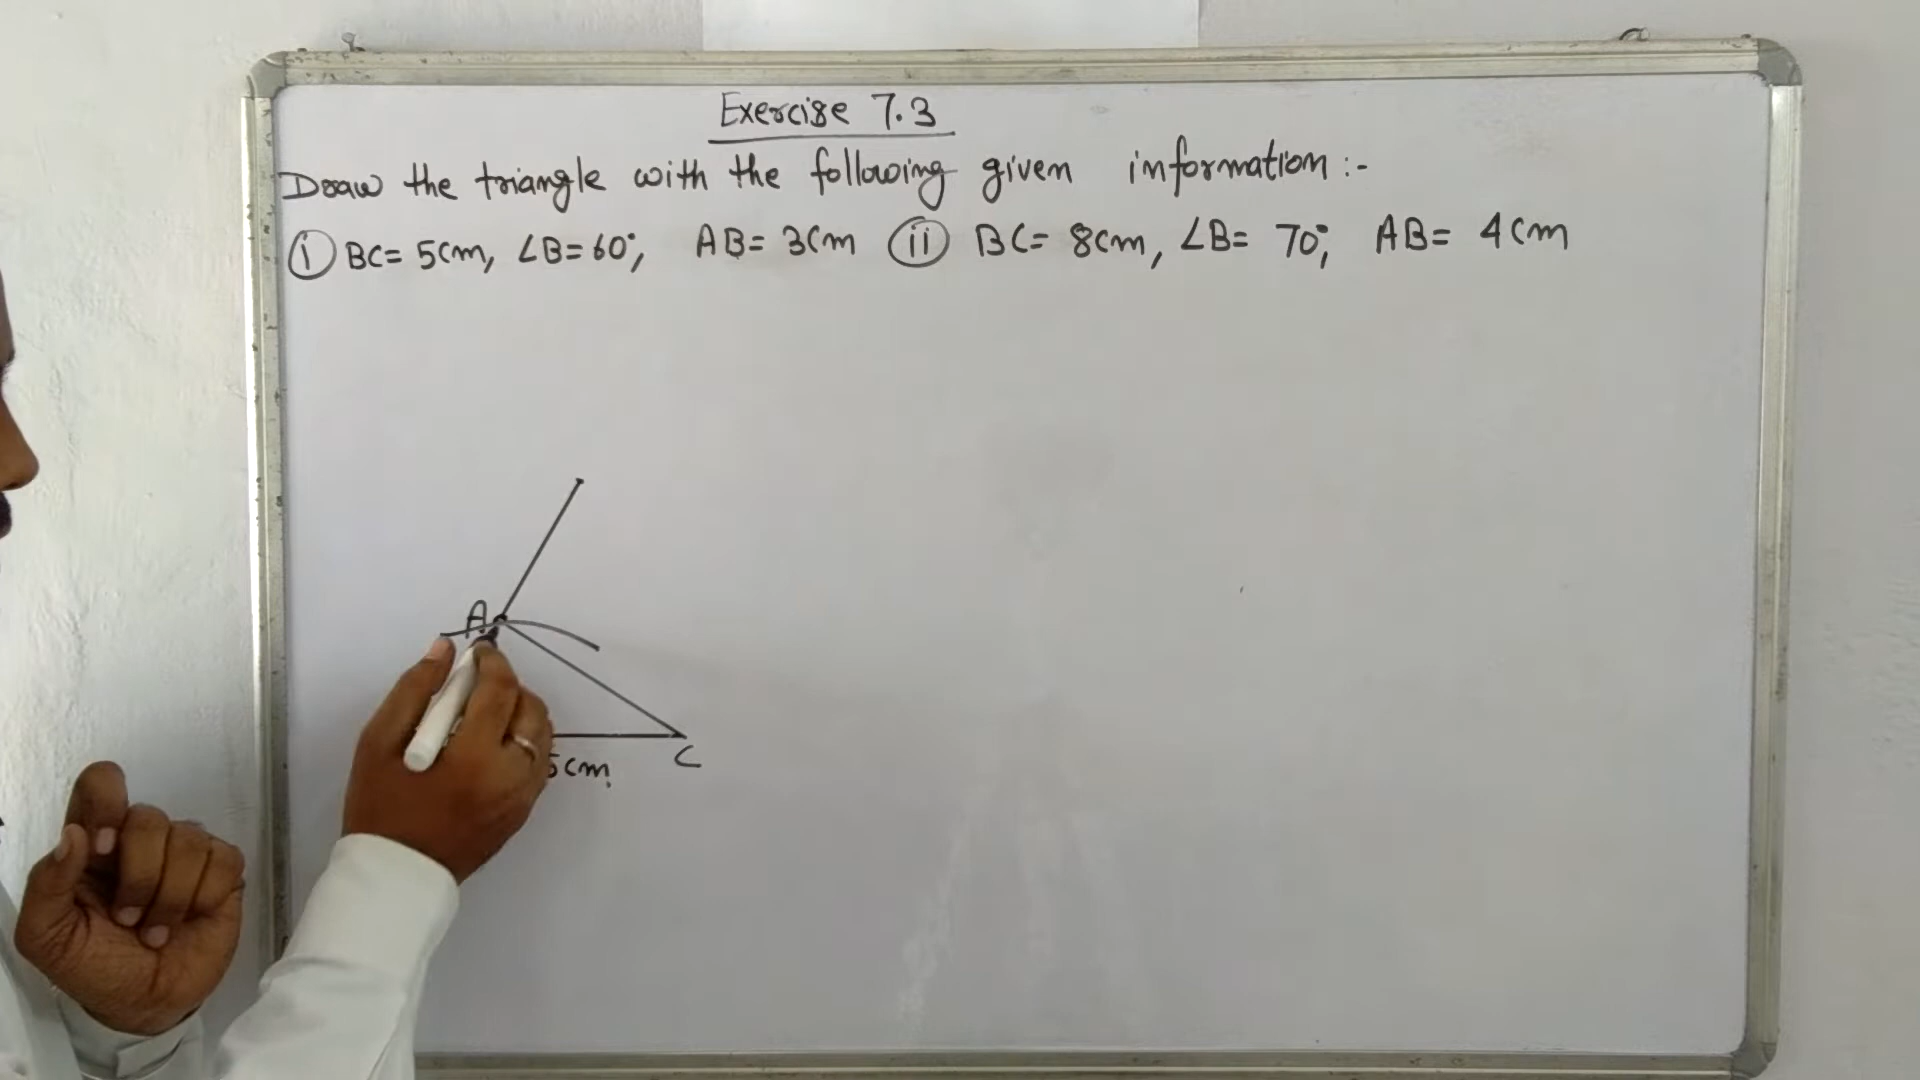 Exercise 7.3
Draw the triangle with the following given information:-
(i) BC= 5cm, ∠B=60°, AB= 3cm (ii) BC= 8cm, ∠B= 70°, AB= 4cm
A
5cm
C